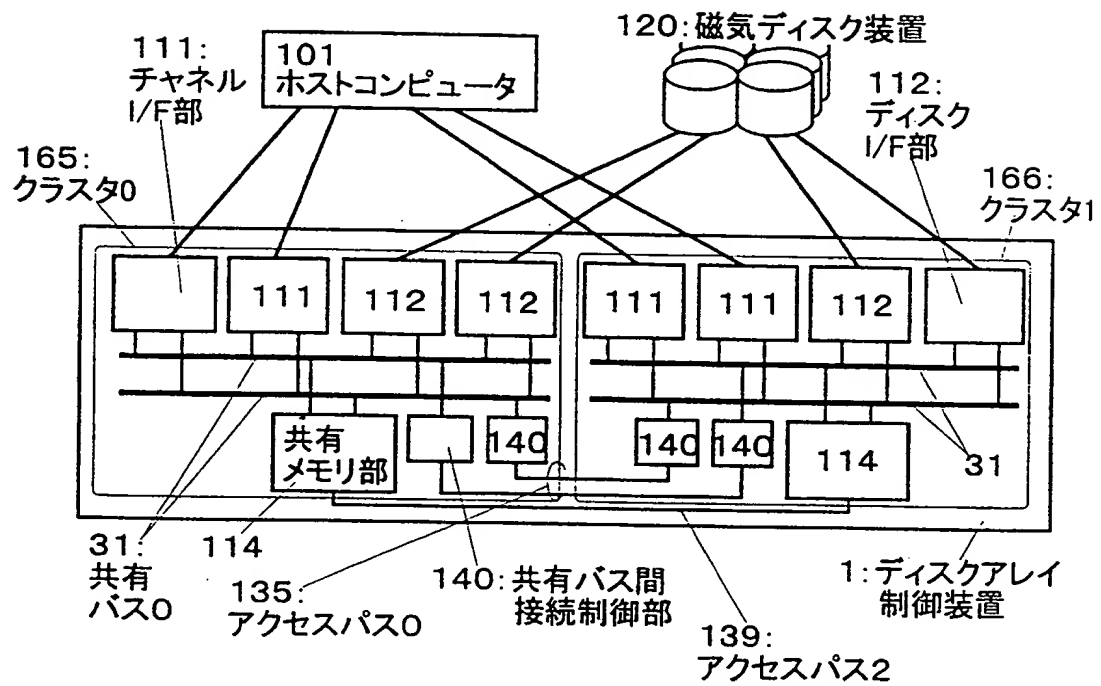 120:磁気ディスク装置
111:
チャネル
I/F部
101
ホストコンピュータ
112:
ディスク
I/F部
165:
クラスタ0
166:
クラスタ1
111
112
112
111
111
112
共有
メモリ部
140
140
140
114
31
31:
共有
バス0
114
135:
アクセスパス0
140:共有バス間
接続制御部
139:
アクセスパス2
1:ディスクアレイ
制御装置